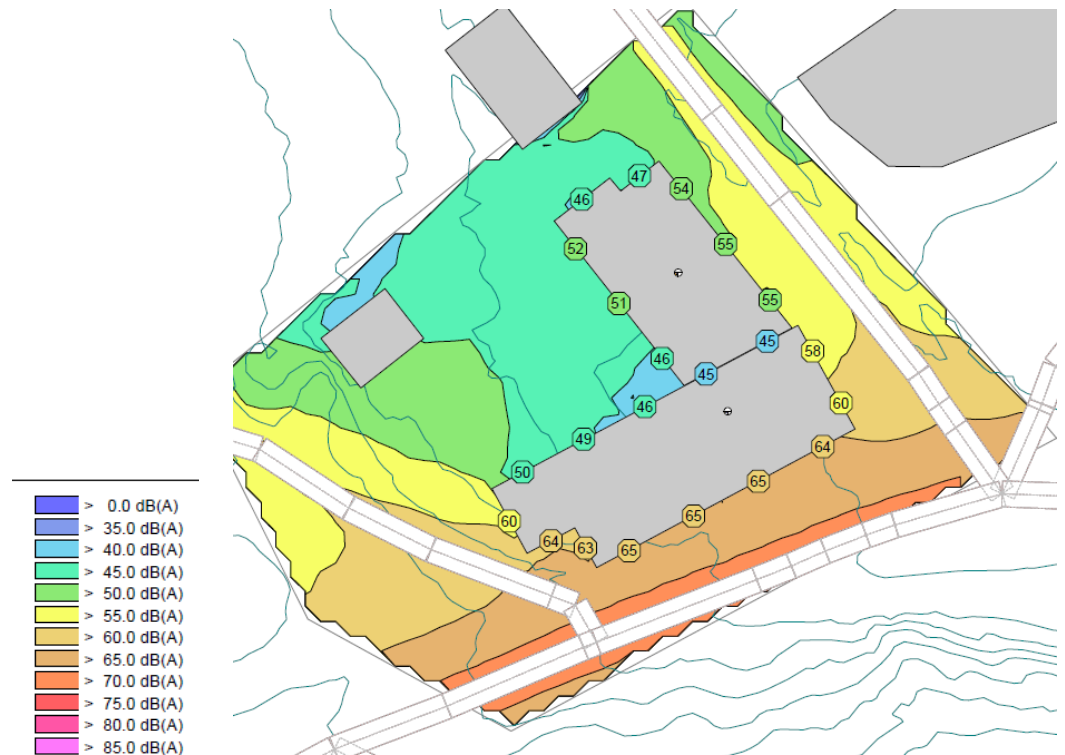 47
46
54
52
55
51
55
45
46
58
45
46
60
49
64
50
65
60
65
64
63
65
> 0.0 dB(A)
> 35.0 dB(A)
> 40.0 dB(A)
> 45.0 dB(A)
> 50.0 dB(A)
> 55.0 dB(A)
> 60.0 dB(A)
> 65.0 dB(A)
> 70.0 dB(A)
> 75.0 dB(A)
> 80.0 dB(A)
> 85.0 dB(A)